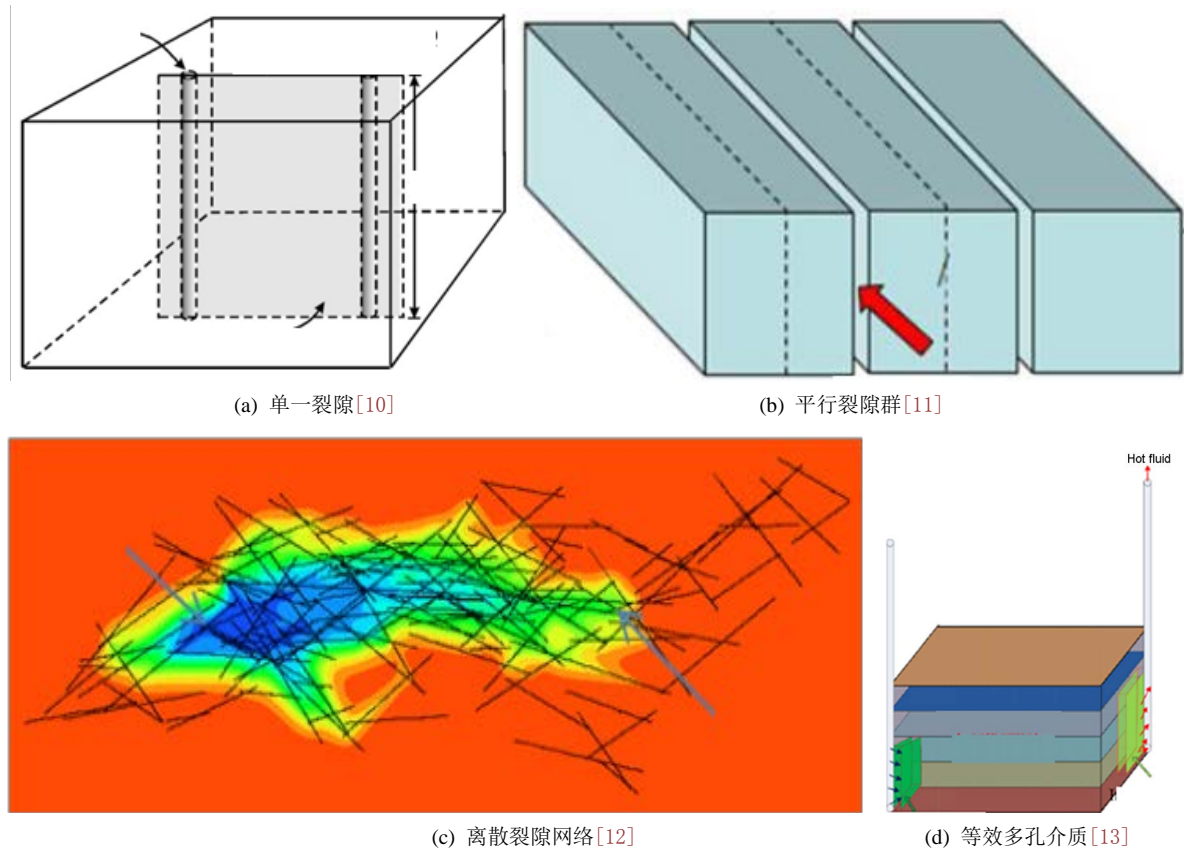 (a) 单一裂隙[10]
(b) 平行裂隙群[11]
Hot fluid
(c) 离散裂隙网络[12]
(d) 等效多孔介质[13]